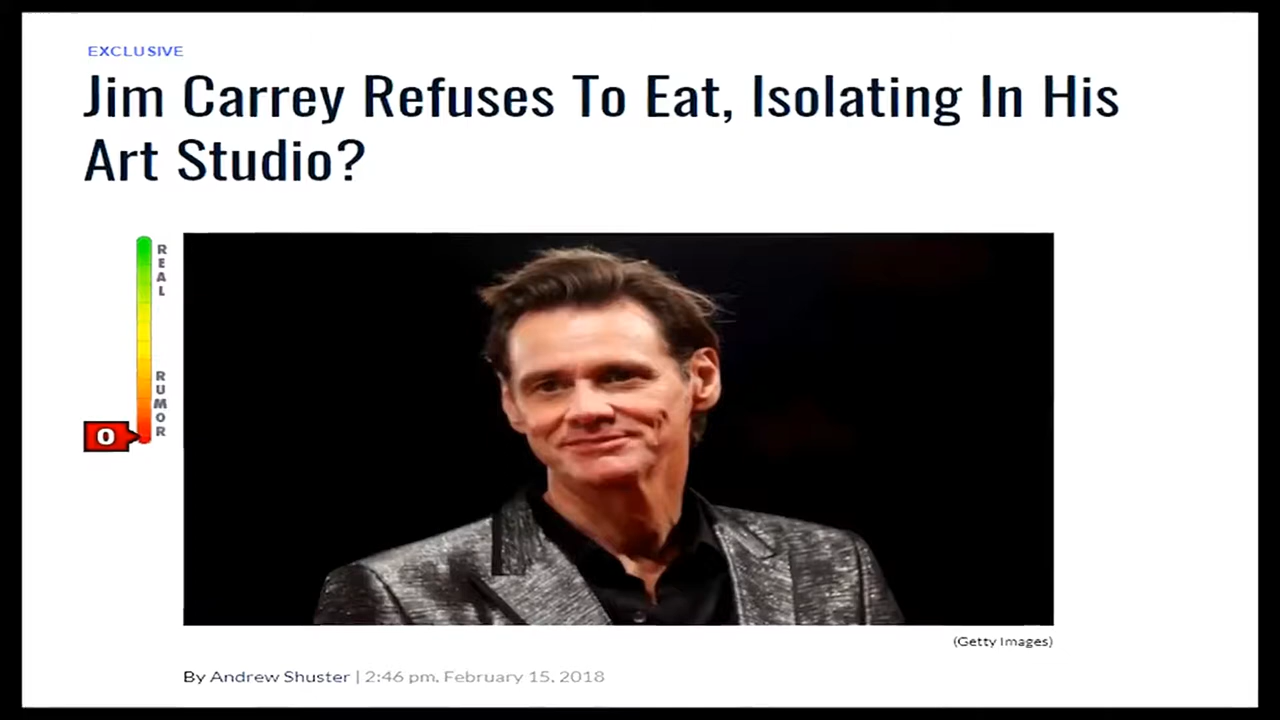 EXCLUSIVE
Jim Carrey Refuses To Eat, Isolating In His
Art Studio?
REAL
RUMOR
0
(Getty Images)
By Andrew Shuster | 2:46 pm, February 15, 2018